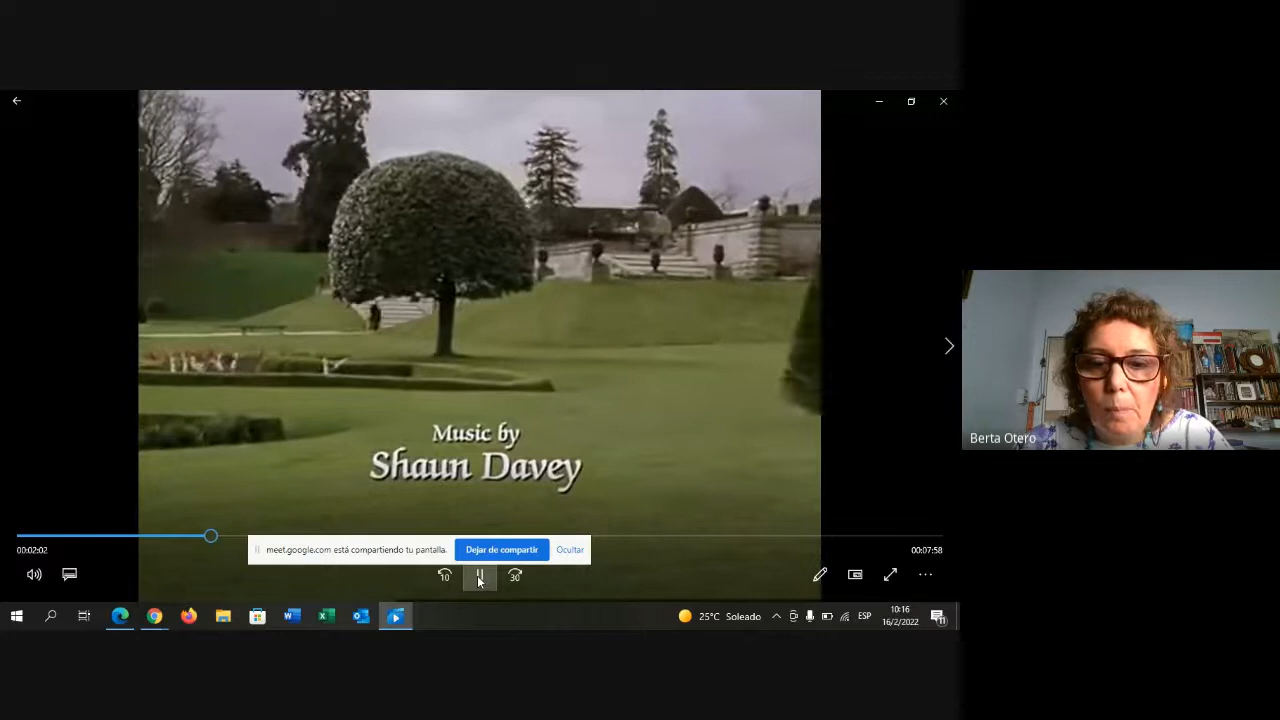 Music by
Shaun Davey
Berta Otero
00:02:02
00:07:58
meet.google.com está compartiendo tu pantalla.
Dejar de compartir
Ocultar
10
30
25°C Soleado
ESP
10:16
16/2/2022
11